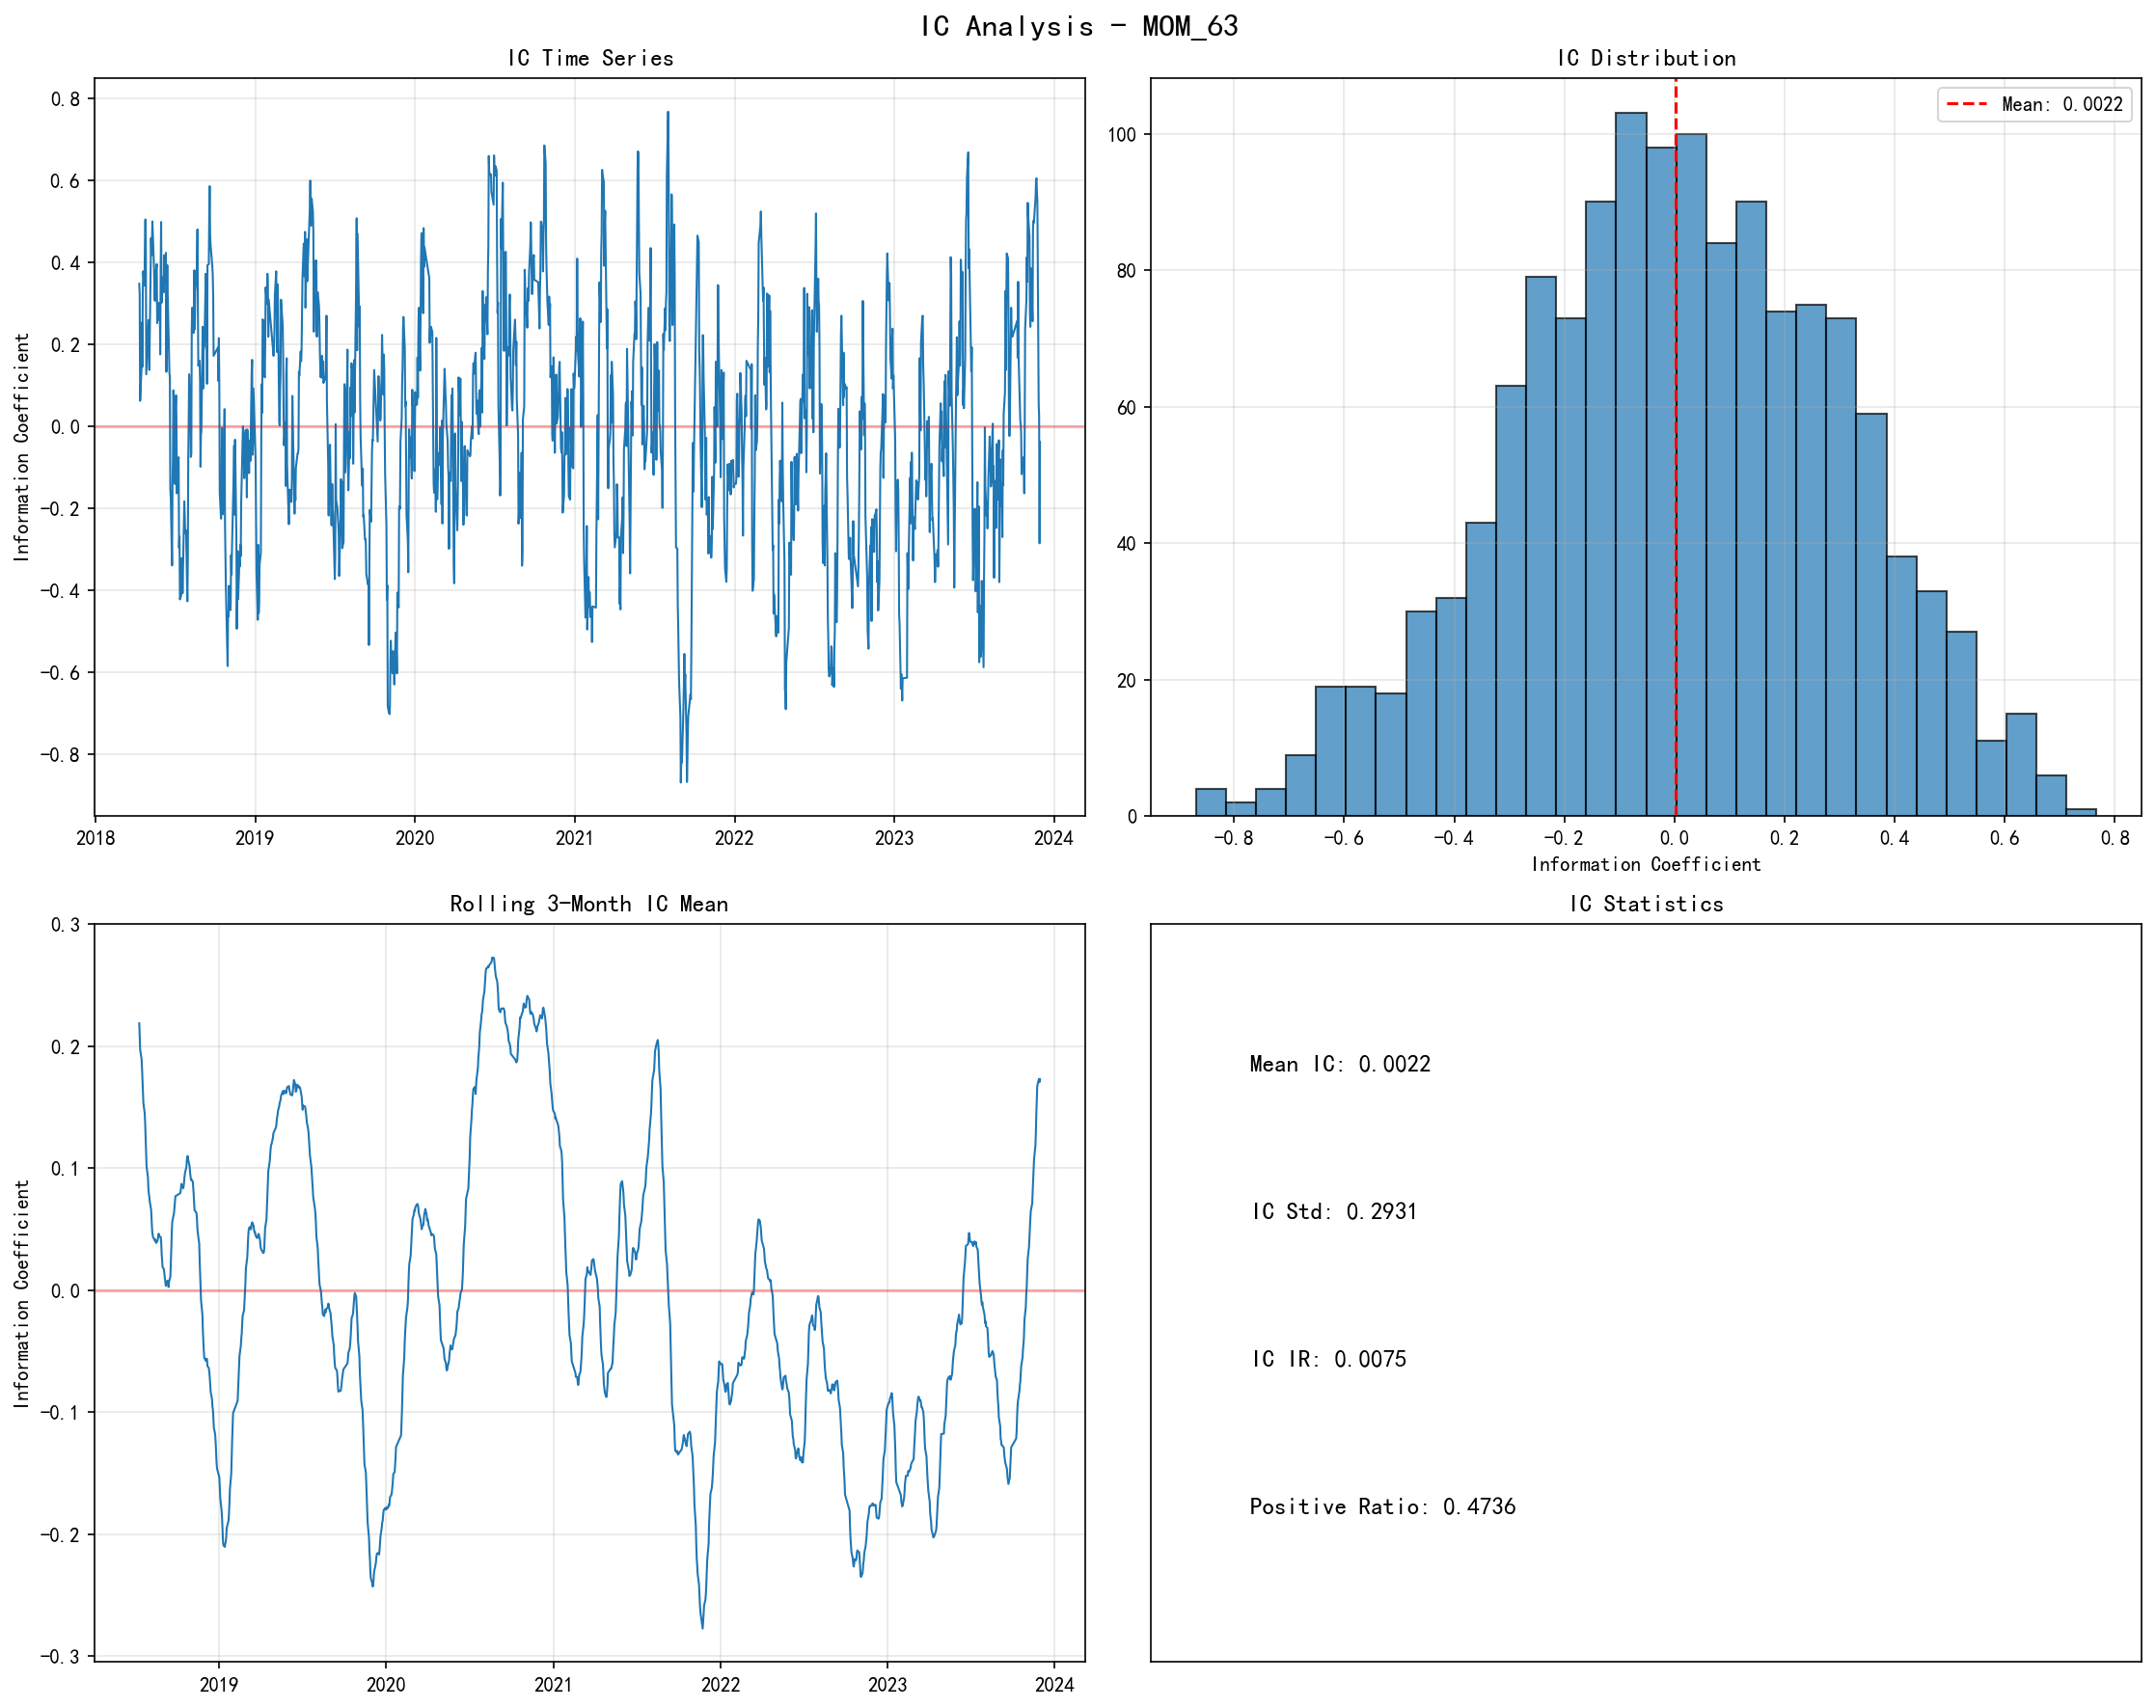 IC Analysis - MOM_63
IC Time Series
Information Coefficient
0.8
0.6
0.4
0.2
0.0
-0.2
-0.4
-0.6
-0.8
2018 2019 2020 2021 2022 2023 2024
IC Distribution
Mean: 0.0022
100
80
60
40
20
0
-0.8 -0.6 -0.4 -0.2 0.0 0.2 0.4 0.6 0.8
Information Coefficient
Rolling 3-Month IC Mean
Information Coefficient
0.3
0.2
0.1
0.0
-0.1
-0.2
-0.3
2019 2020 2021 2022 2023 2024
IC Statistics
Mean IC: 0.0022
IC Std: 0.2931
IC IR: 0.0075
Positive Ratio: 0.4736